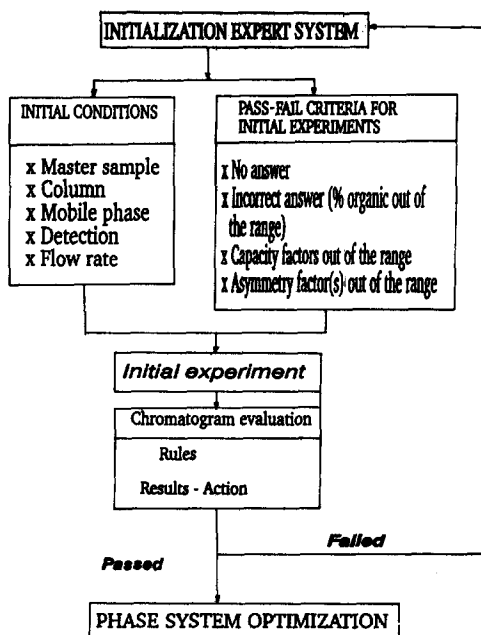 INITIALIZATION EXPERT SYSTEM
INITIAL CONDITIONS
x Master sample
x Column
x Mobile phase
x Detection
x Flow rate
PASS-FAIL CRITERIA FOR
INITIAL EXPERIMENTS
x No answer
x Incorrect answer (% organic out of
the range)
x Capacity factors out of the range
x Asymmetry factor(s) out of the range
Initial experiment
Chromatogram evaluation
Rules
Results - Action
Failed
Passed
PHASE SYSTEM OPTIMIZATION